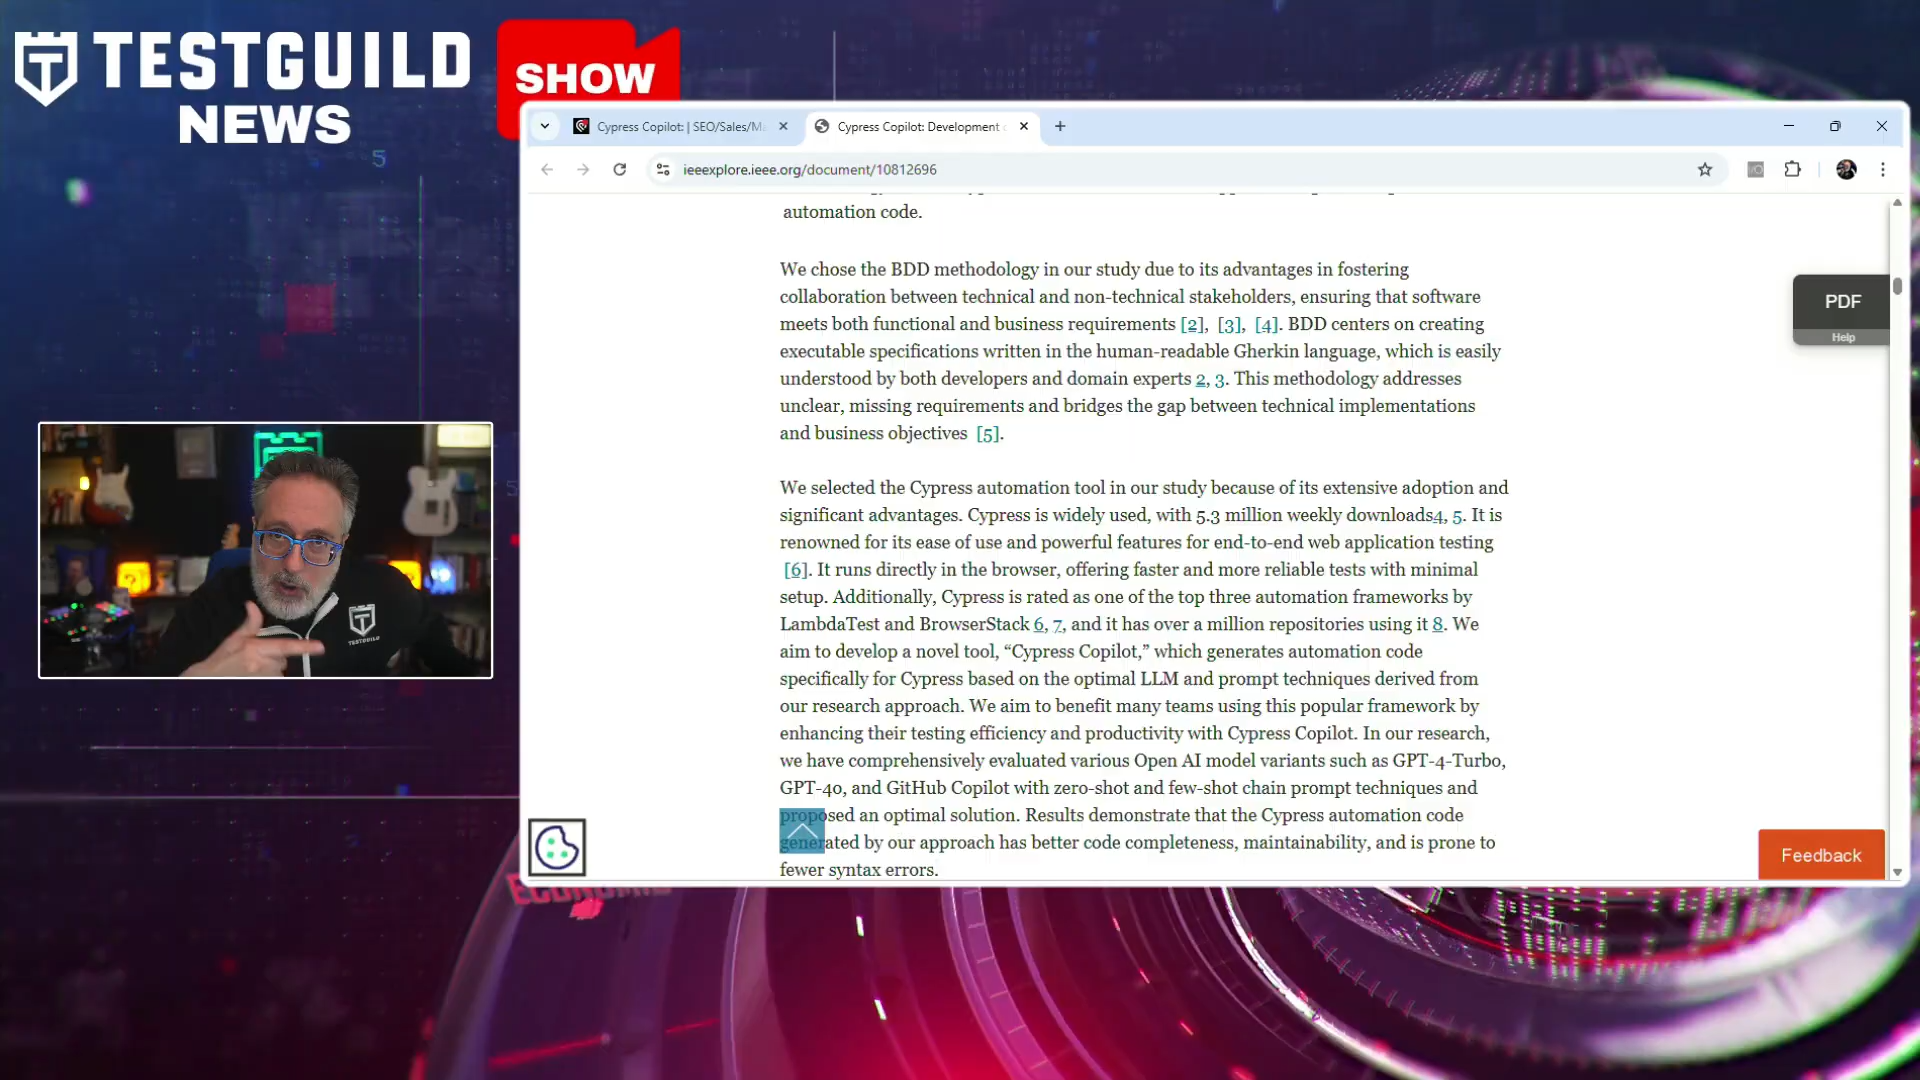 TESTGUILD
NEWS
SHOW
Cypress Copilot: | SEO/Sales/Ma
Cypress Copilot: Development
ieeexplore.ieee.org/document/10812696
automation code.
We chose the BDD methodology in our study due to its advantages in fostering
collaboration between technical and non-technical stakeholders, ensuring that software
meets both functional and business requirements [2], [3], [4]. BDD centers on creating
executable specifications written in the human-readable Gherkin language, which is easily
understood by both developers and domain experts 2, 3. This methodology addresses
unclear, missing requirements and bridges the gap between technical implementations
and business objectives [5].
We selected the Cypress automation tool in our study because of its extensive adoption and
significant advantages. Cypress is widely used, with 5.3 million weekly downloads4, 5. It is
renowned for its ease of use and powerful features for end-to-end web application testing
[6]. It runs directly in the browser, offering faster and more reliable tests with minimal
setup. Additionally, Cypress is rated as one of the top three automation frameworks by
LambdaTest and BrowserStack 6, 7, and it has over a million repositories using it 8. We
aim to develop a novel tool, “Cypress Copilot,” which generates automation code
specifically for Cypress based on the optimal LLM and prompt techniques derived from
our research approach. We aim to benefit many teams using this popular framework by
enhancing their testing efficiency and productivity with Cypress Copilot. In our research,
we have comprehensively evaluated various Open AI model variants such as GPT-4-Turbo,
GPT-4o, and GitHub Copilot with zero-shot and few-shot chain prompt techniques and
proposed an optimal solution. Results demonstrate that the Cypress automation code
generated by our approach has better code completeness, maintainability, and is prone to
fewer syntax errors.
PDF
Help
Feedback
TESTGUILD
5
ECONOMIC